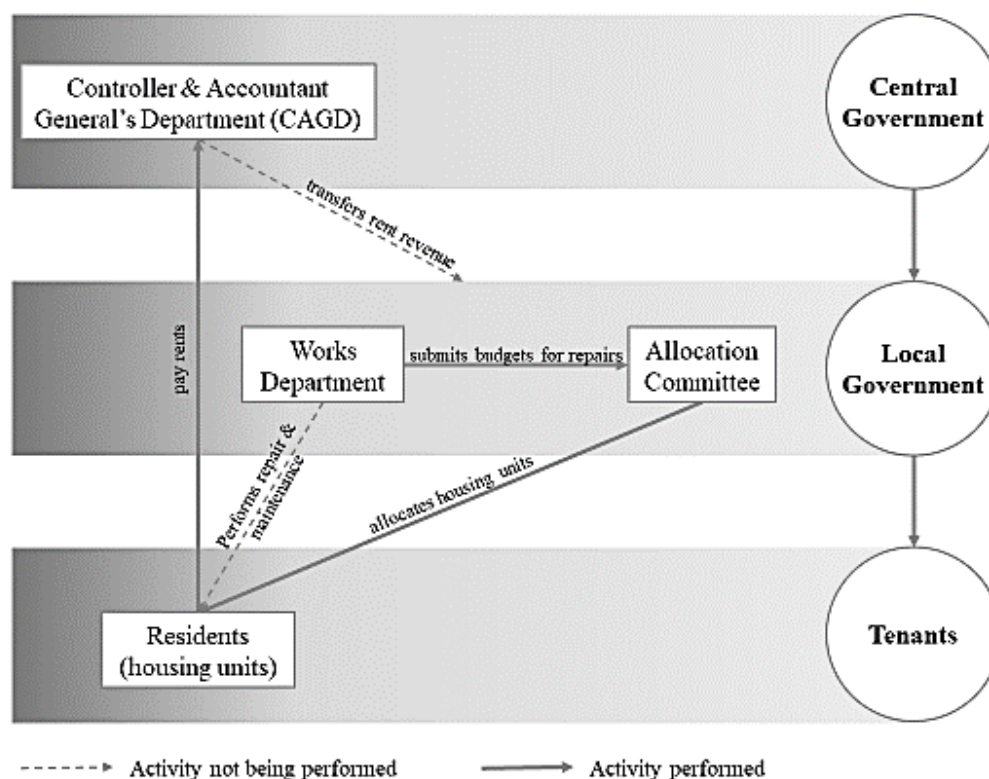 Controller & Accountant
General's Department (CAGD)
Central
Government
transfers rent revenue
pay rents
Works
Department
submits budgets for repairs
Allocation
Committee
Local
Government
Performs repair &
maintenance
allocates housing units
Residents
(housing units)
Tenants
Activity not being performed
Activity performed